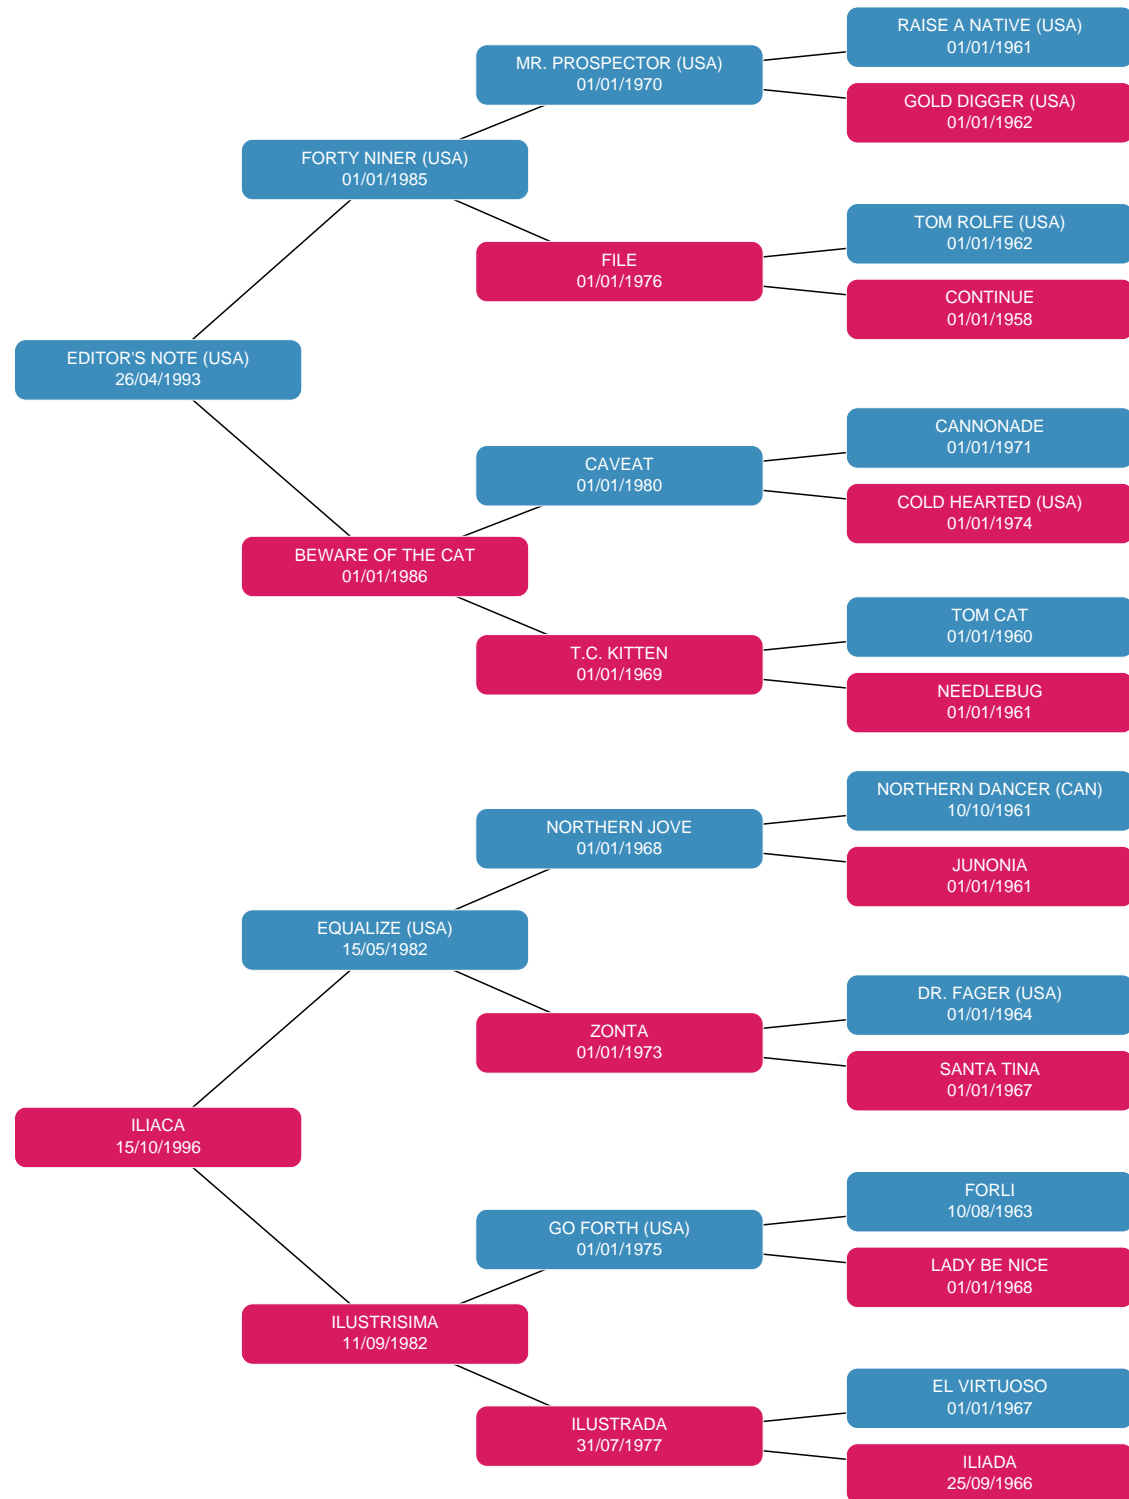 RAISE A NATIVE (USA)
01/01/1961
MR. PROSPECTOR (USA)
01/01/1970
GOLD DIGGER (USA)
01/01/1962
FORTY NINER (USA)
01/01/1985
TOM ROLFE (USA)
01/01/1962
FILE
01/01/1976
CONTINUE
01/01/1958
EDITOR'S NOTE (USA)
26/04/1993
CANNONADE
01/01/1971
CAVEAT
01/01/1980
COLD HEARTED (USA)
01/01/1974
BEWARE OF THE CAT
01/01/1986
TOM CAT
01/01/1960
T.C. KITTEN
01/01/1969
NEEDLEBUG
01/01/1961
NORTHERN DANCER (CAN)
10/10/1961
NORTHERN JOVE
01/01/1968
JUNONIA
01/01/1961
EQUALIZE (USA)
15/05/1982
DR. FAGER (USA)
01/01/1964
ZONTA
01/01/1973
SANTA TINA
01/01/1967
ILIACA
15/10/1996
FORLI
10/08/1963
GO FORTH (USA)
01/01/1975
LADY BE NICE
01/01/1968
ILUSTRISIMA
11/09/1982
EL VIRTUOSO
01/01/1967
ILUSTRADA
31/07/1977
ILIADA
25/09/1966